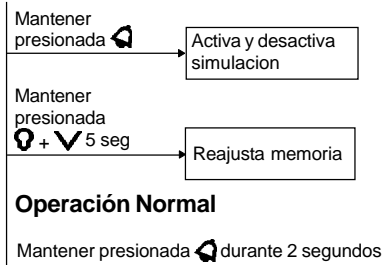 Mantener
presionada
Activa y desactiva
simulacion
Mantener
presionada
+ 5 seg
Reajusta memoria
Operación Normal
Mantener presionada durante 2 segundos